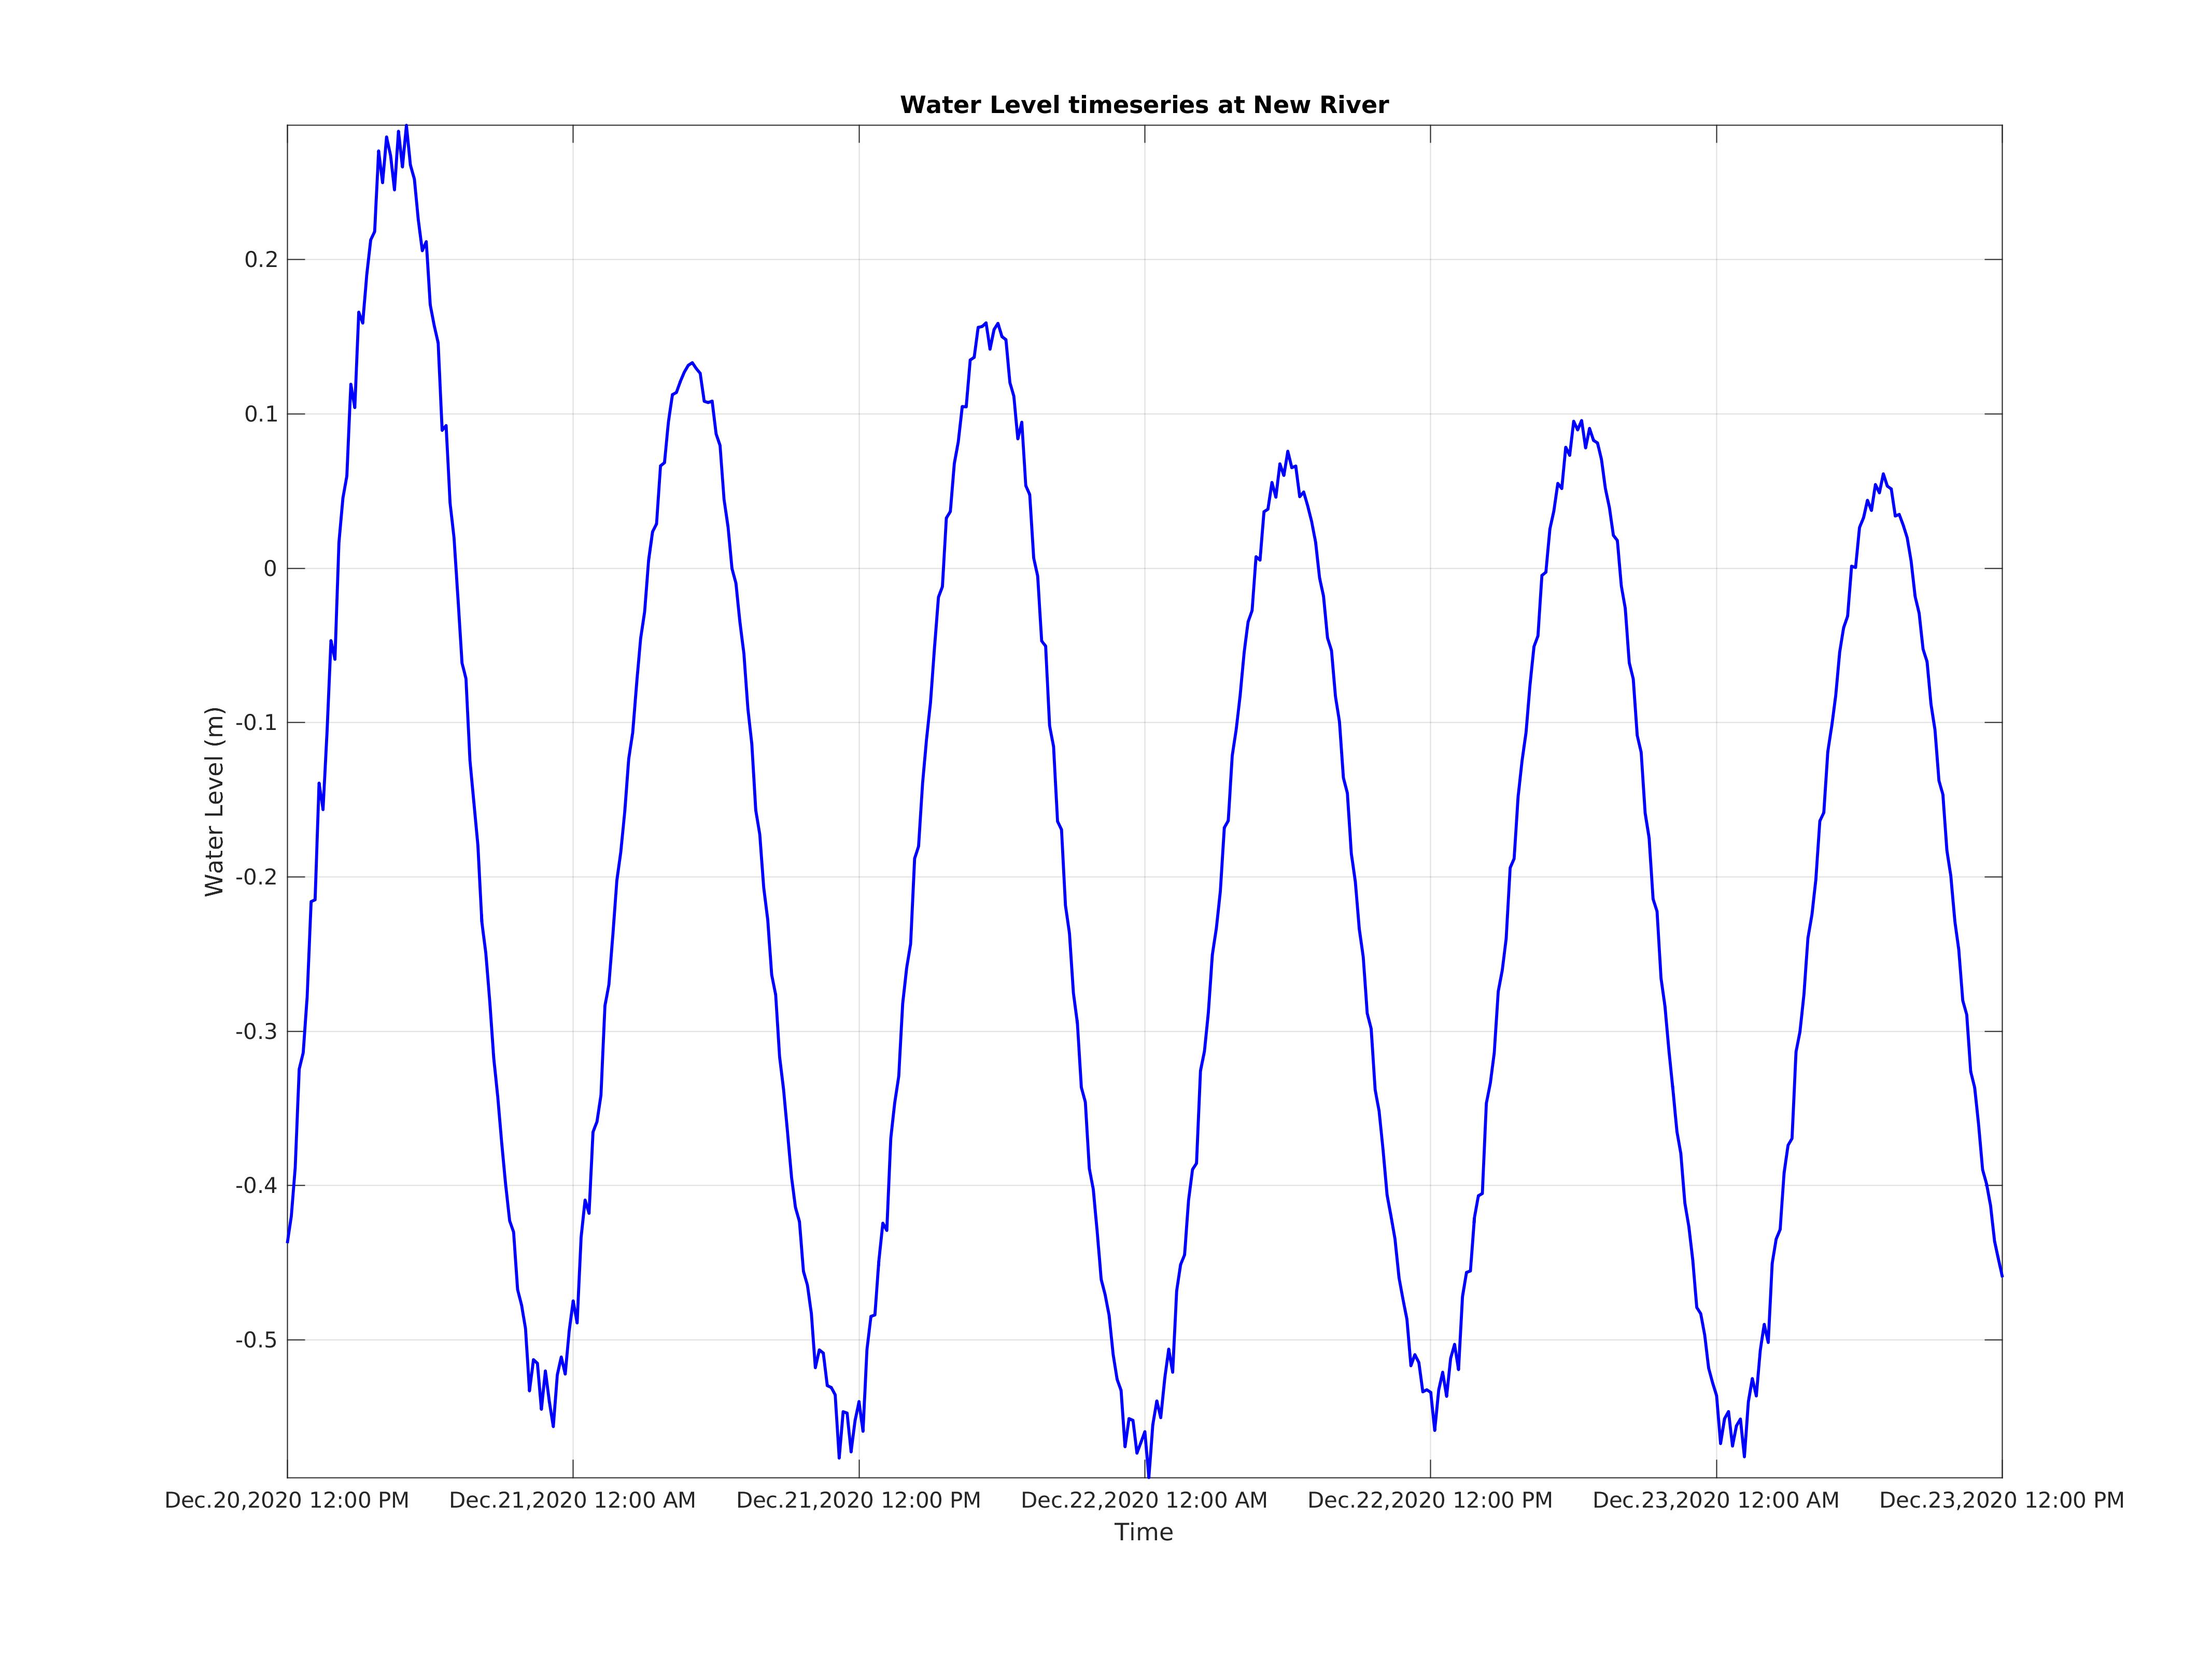 Water Level timeseries at New River
0.2
0.1
0
-0.1
-0.2
-0.3
-0.4
-0.5
Water Level (m)
Dec.20,2020 12:00 PM
Dec.21,2020 12:00 AM
Dec.21,2020 12:00 PM
Dec.22,2020 12:00 AM
Dec.22,2020 12:00 PM
Dec.23,2020 12:00 AM
Dec.23,2020 12:00 PM
Time